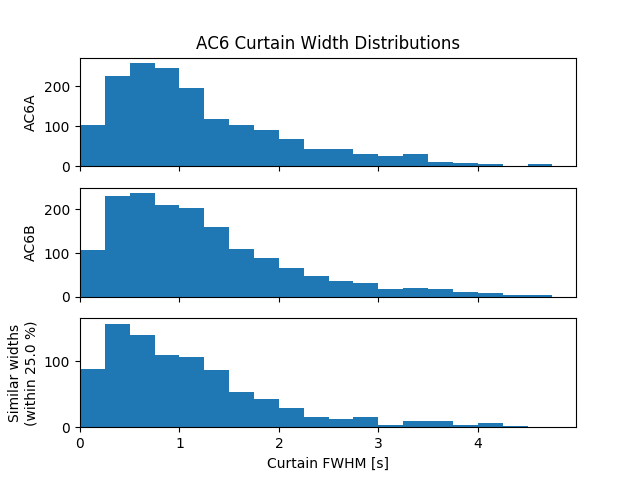 AC6 Curtain Width Distributions
200
100
0
AC6A
200
100
0
AC6B
100
0
Similar widths
(within 25.0 %)
0 1 2 3 4
Curtain FWHM [s]